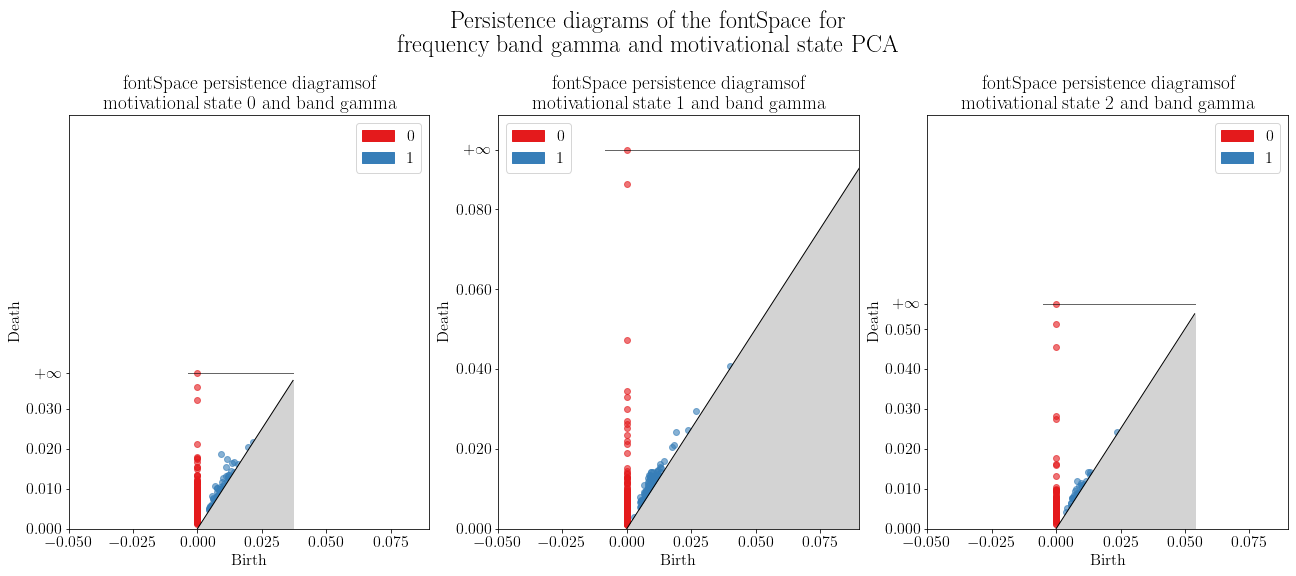 Persistence diagrams of the fontSpace for
frequency band gamma and motivational state PCA
fontSpace persistence diagramsof
motivational state 0 and band gamma
0
1
Death
+∞
0.030
0.020
0.010
0.000
−0.050 −0.025 0.000 0.025 0.050 0.075
Birth
fontSpace persistence diagramsof
motivational state 1 and band gamma
0
1
Death
+∞
0.080
0.060
0.040
0.020
0.000
−0.050 −0.025 0.000 0.025 0.050 0.075
Birth
fontSpace persistence diagramsof
motivational state 2 and band gamma
0
1
Death
+∞
0.050
0.040
0.030
0.020
0.010
0.000
−0.050 −0.025 0.000 0.025 0.050 0.075
Birth